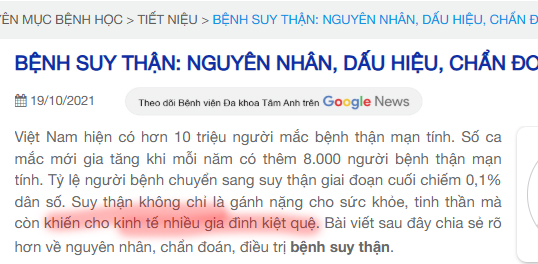 YÊN MỤC BỆNH HỌC > TIẾT NIỆU > BỆNH SUY THẬN: NGUYÊN NHÂN, DẤU HIỆU, CHẨN Đ
BỆNH SUY THẬN: NGUYÊN NHÂN, DẤU HIỆU, CHẨN ĐO
19/10/2021 Theo dõi Bệnh viện Đa khoa Tâm Anh trên Google News
Việt Nam hiện có hơn 10 triệu người mắc bệnh thận mạn tính. Số ca
mắc mới gia tăng khi mỗi năm có thêm 8.000 người bệnh thận mạn
tính. Tỷ lệ người bệnh chuyển sang suy thận giai đoạn cuối chiếm 0,1%
dân số. Suy thận không chỉ là gánh nặng cho sức khỏe, tinh thần mà
còn khiến cho kinh tế nhiều gia đình kiệt quệ. Bài viết sau đây chia sẻ rõ
hơn về nguyên nhân, chẩn đoán, điều trị bệnh suy thận.